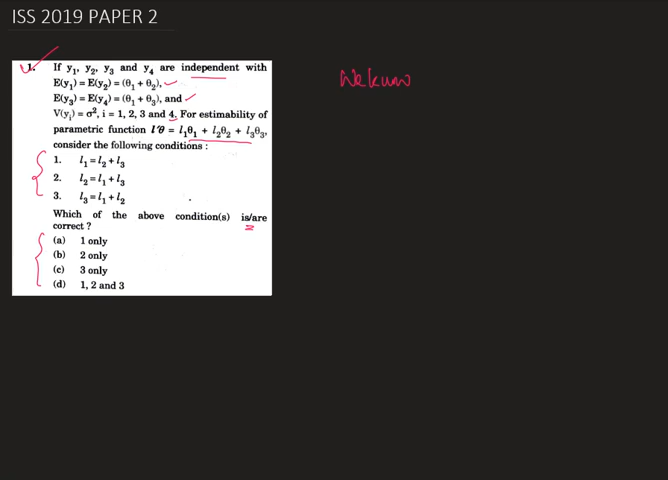 ISS 2019 PAPER 2
1. If y₁, y₂, y₃ and y₄ are independent with
E(y₁) = E(y₂) = (θ₁ + θ₂),
E(y₃) = E(y₄) = (θ₁ + θ₃), and
V(yᵢ) = σ², i = 1, 2, 3 and 4. For estimability of
parametric function l'θ = l₁θ₁ + l₂θ₂ + l₃θ₃,
consider the following conditions :
1. l₁ = l₂ + l₃
2. l₂ = l₁ + l₃
3. l₃ = l₁ + l₂
Which of the above condition(s) is/are
correct ?
(a) 1 only
(b) 2 only
(c) 3 only
(d) 1, 2 and 3
We know